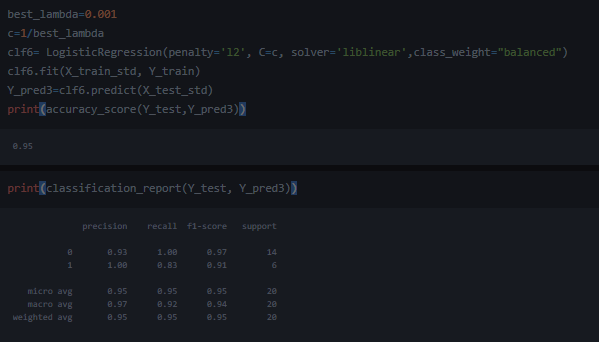 best_lambda=0.001
c=1/best_lambda
clf6= LogisticRegression(penalty='l2', C=c, solver='liblinear',class_weight="balanced")
clf6.fit(X_train_std, Y_train)
Y_pred3=clf6.predict(X_test_std)
print(accuracy_score(Y_test,Y_pred3))
0.95
print(classification_report(Y_test, Y_pred3))
precision recall f1-score support
0 0.93 1.00 0.97 14
1 1.00 0.83 0.91 6
micro avg 0.95 0.95 0.95 20
macro avg 0.97 0.92 0.94 20
weighted avg 0.95 0.95 0.95 20